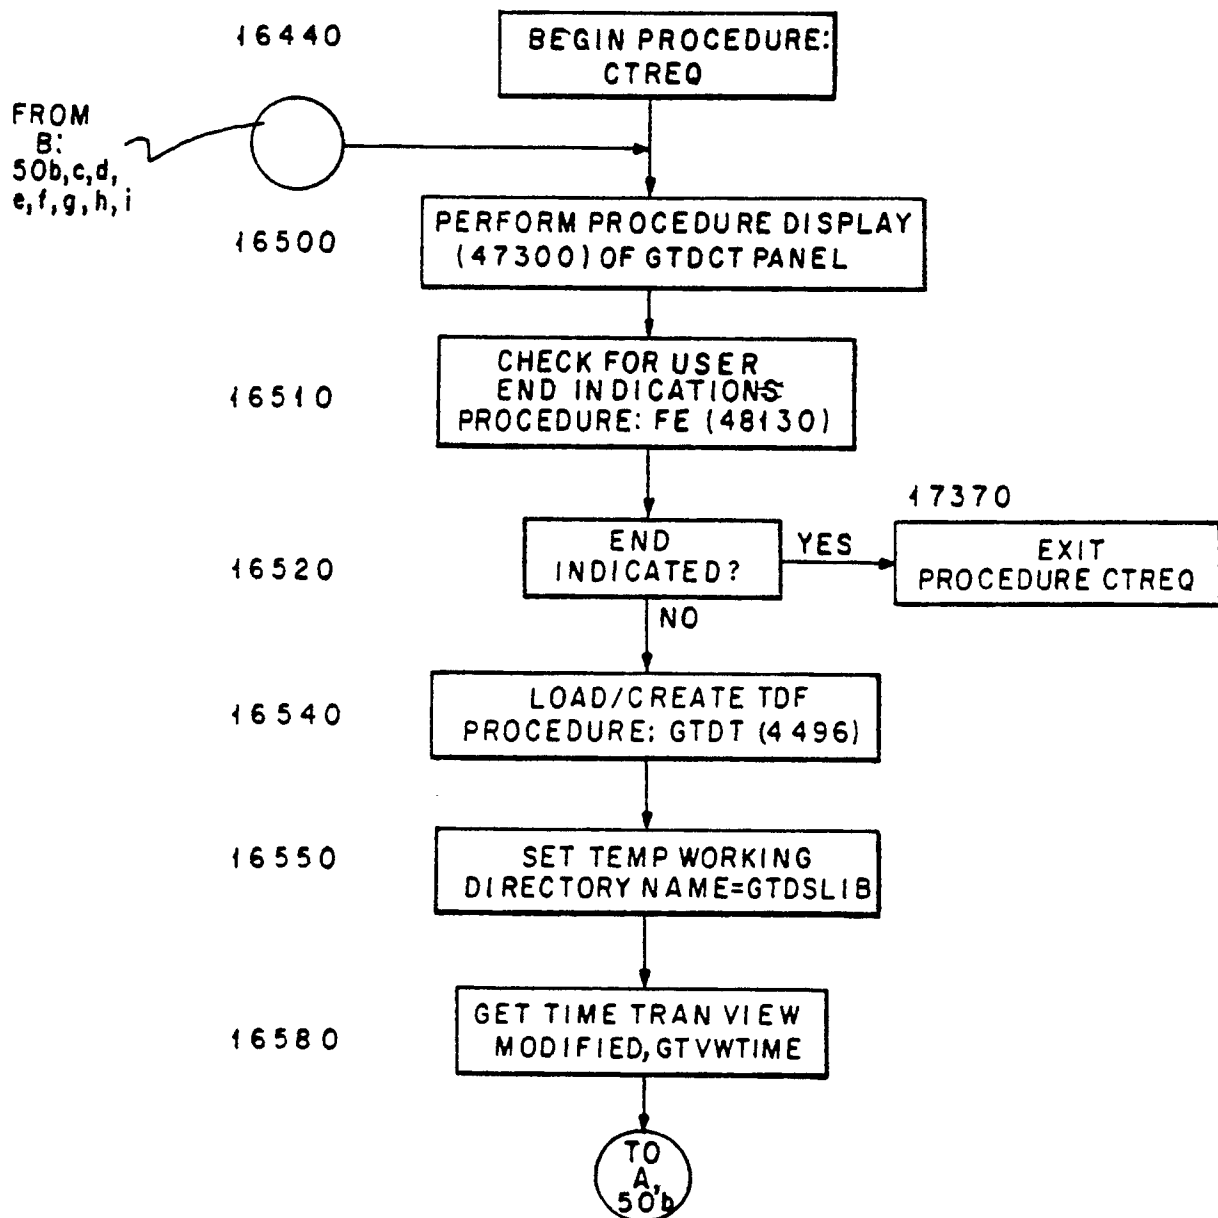 16440
BEGIN PROCEDURE:
CTREQ
FROM
B:
50b,c,d,
e,f,g,h,i
16500
PERFORM PROCEDURE DISPLAY
(47300) OF GTDCT PANEL
16510
CHECK FOR USER
END INDICATIONS
PROCEDURE: FE (48130)
17370
16520
END
INDICATED?
YES
EXIT
PROCEDURE CTREQ
NO
16540
LOAD/CREATE TDF
PROCEDURE: GTDT (4496)
16550
SET TEMP WORKING
DIRECTORY NAME=GTDSLIB
16580
GET TIME TRAN VIEW
MODIFIED, GTVWTIME
TO
A,
50'b